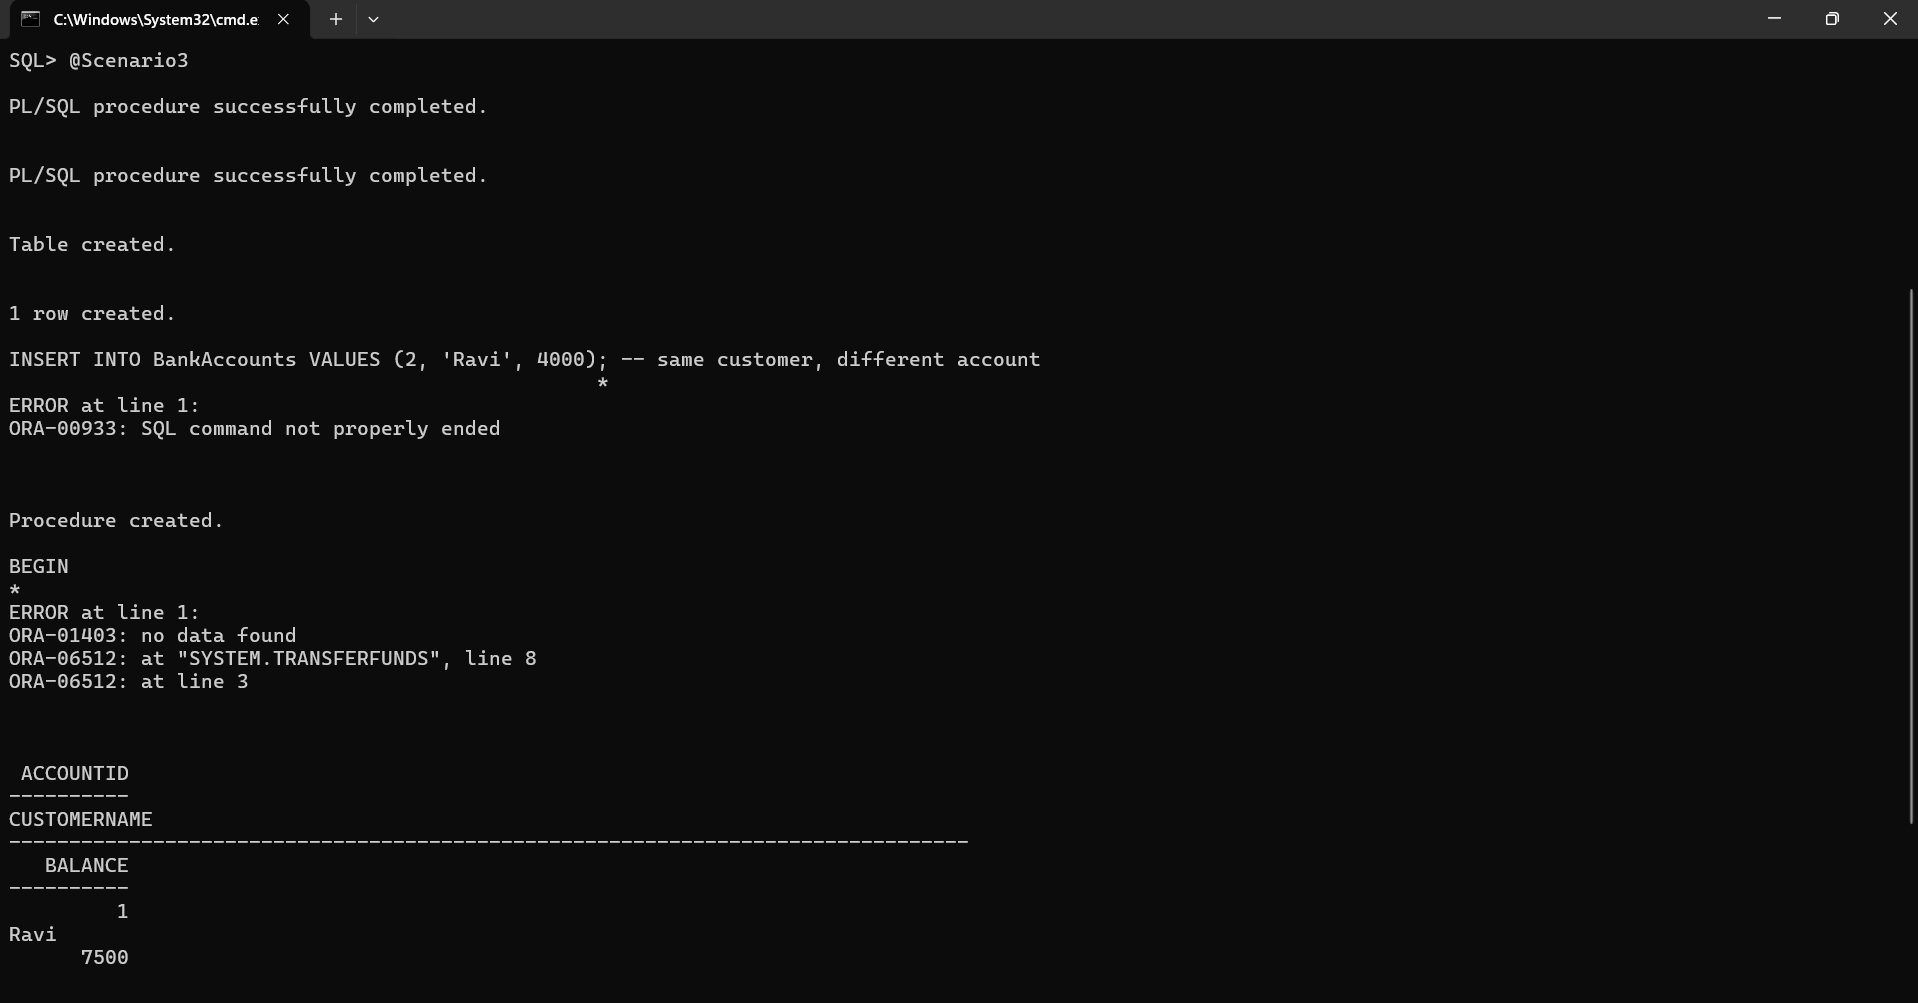 C:\Windows\System32\cmd.e
SQL> @Scenario3
PL/SQL procedure successfully completed.
PL/SQL procedure successfully completed.
Table created.
1 row created.
INSERT INTO BankAccounts VALUES (2, 'Ravi', 4000); -- same customer, different account
*
ERROR at line 1:
ORA-00933: SQL command not properly ended
Procedure created.
BEGIN
*
ERROR at line 1:
ORA-01403: no data found
ORA-06512: at "SYSTEM.TRANSFERFUNDS", line 8
ORA-06512: at line 3
ACCOUNTID
----------
CUSTOMERNAME
--------------------------------------------------------------------------------
BALANCE
----------
1
Ravi
7500